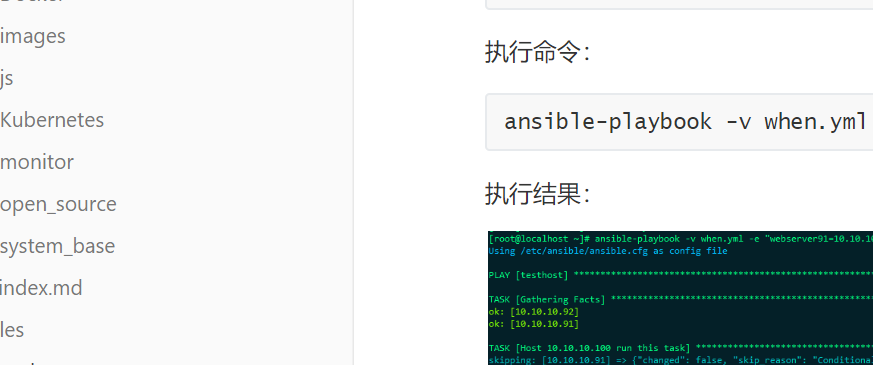 images
js
Kubernetes
monitor
open_source
system_base
index.md
les
执行命令：
ansible-playbook -v when.yml
执行结果：
[root@localhost ~]# ansible-playbook -v when.yml -e "webserver91=10.10.10
Using /etc/ansible/ansible.cfg as config file
PLAY [testhost] ******************************************************
TASK [Gathering Facts] **********************************************
ok: [10.10.10.92]
ok: [10.10.10.91]
TASK [Host 10.10.10.100 run this task] ******************************
skipping: [10.10.10.91] => {"changed": false, "skip_reason": "Conditiona